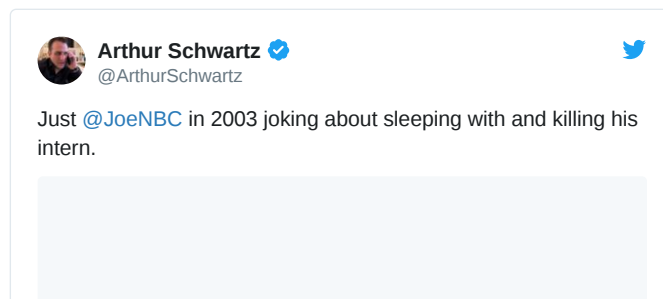 Arthur Schwartz
@ArthurSchwartz
Just @JoeNBC in 2003 joking about sleeping with and killing his
intern.